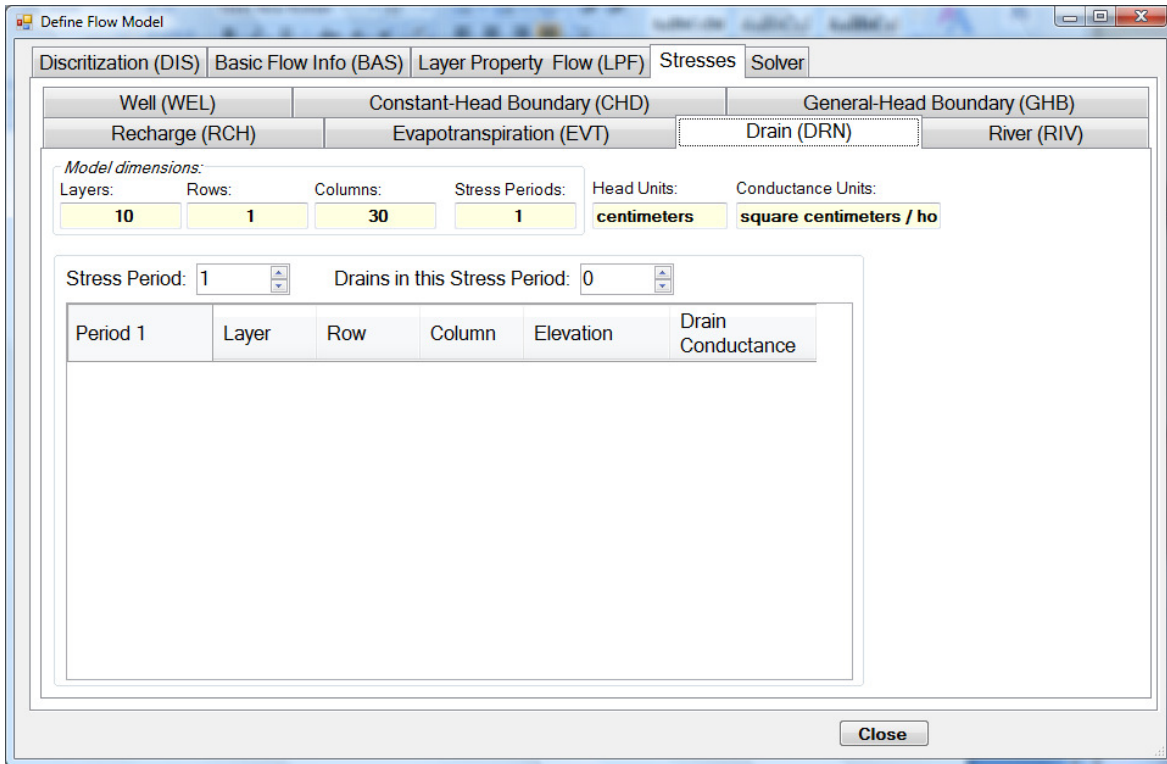 Define Flow Model
Discritization (DIS) Basic Flow Info (BAS) Layer Property Flow (LPF) Stresses Solver
Well (WEL) Constant-Head Boundary (CHD) General-Head Boundary (GHB)
Recharge (RCH) Evapotranspiration (EVT) Drain (DRN) River (RIV)
Model dimensions:
Layers: Rows: Columns: Stress Periods: Head Units: Conductance Units:
10 1 30 1 centimeters square centimeters / ho
Stress Period: 1 Drains in this Stress Period: 0
Period 1 Layer Row Column Elevation Drain
Conductance
Close